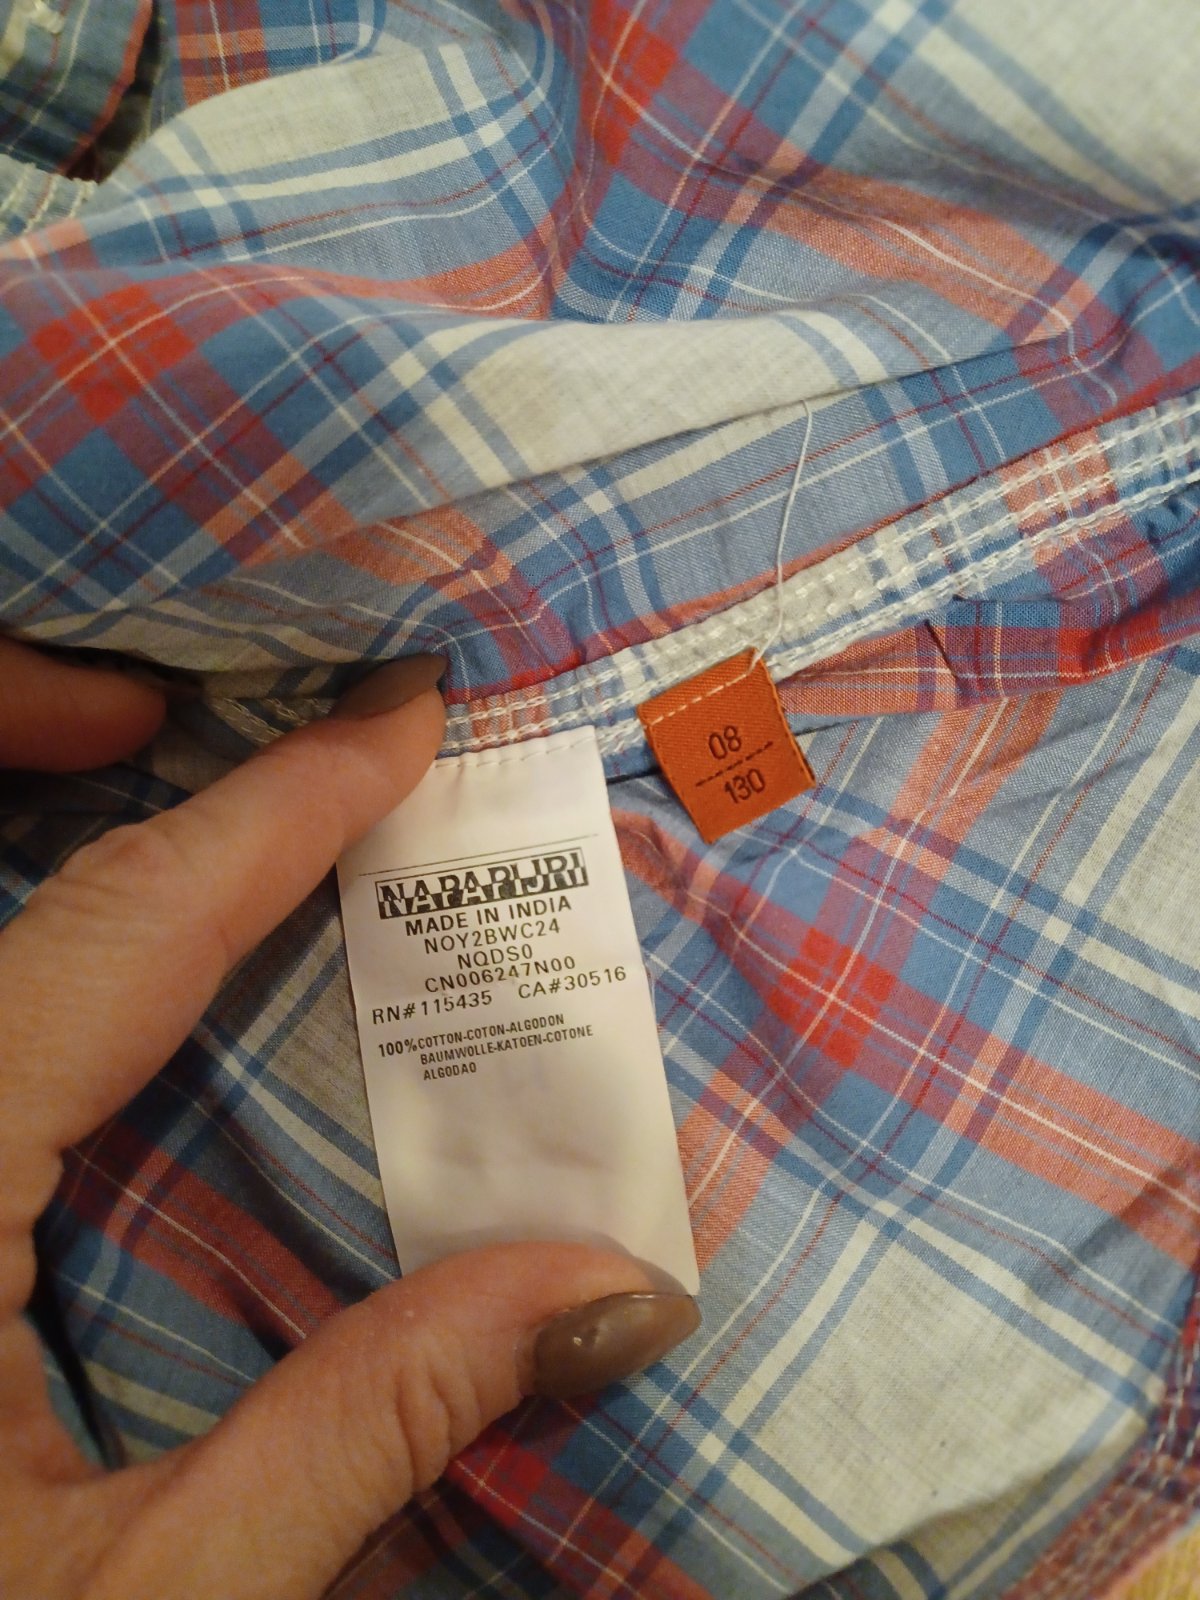 08
130
NAPAPIJRI
MADE IN INDIA
NOY2BWC24
NQDS0
CN006247N00
RN#115435 CA#30516
100%COTTON-COTON-ALGODON
BAUMWOLLE-KATOEN-COTONE
ALGODAO